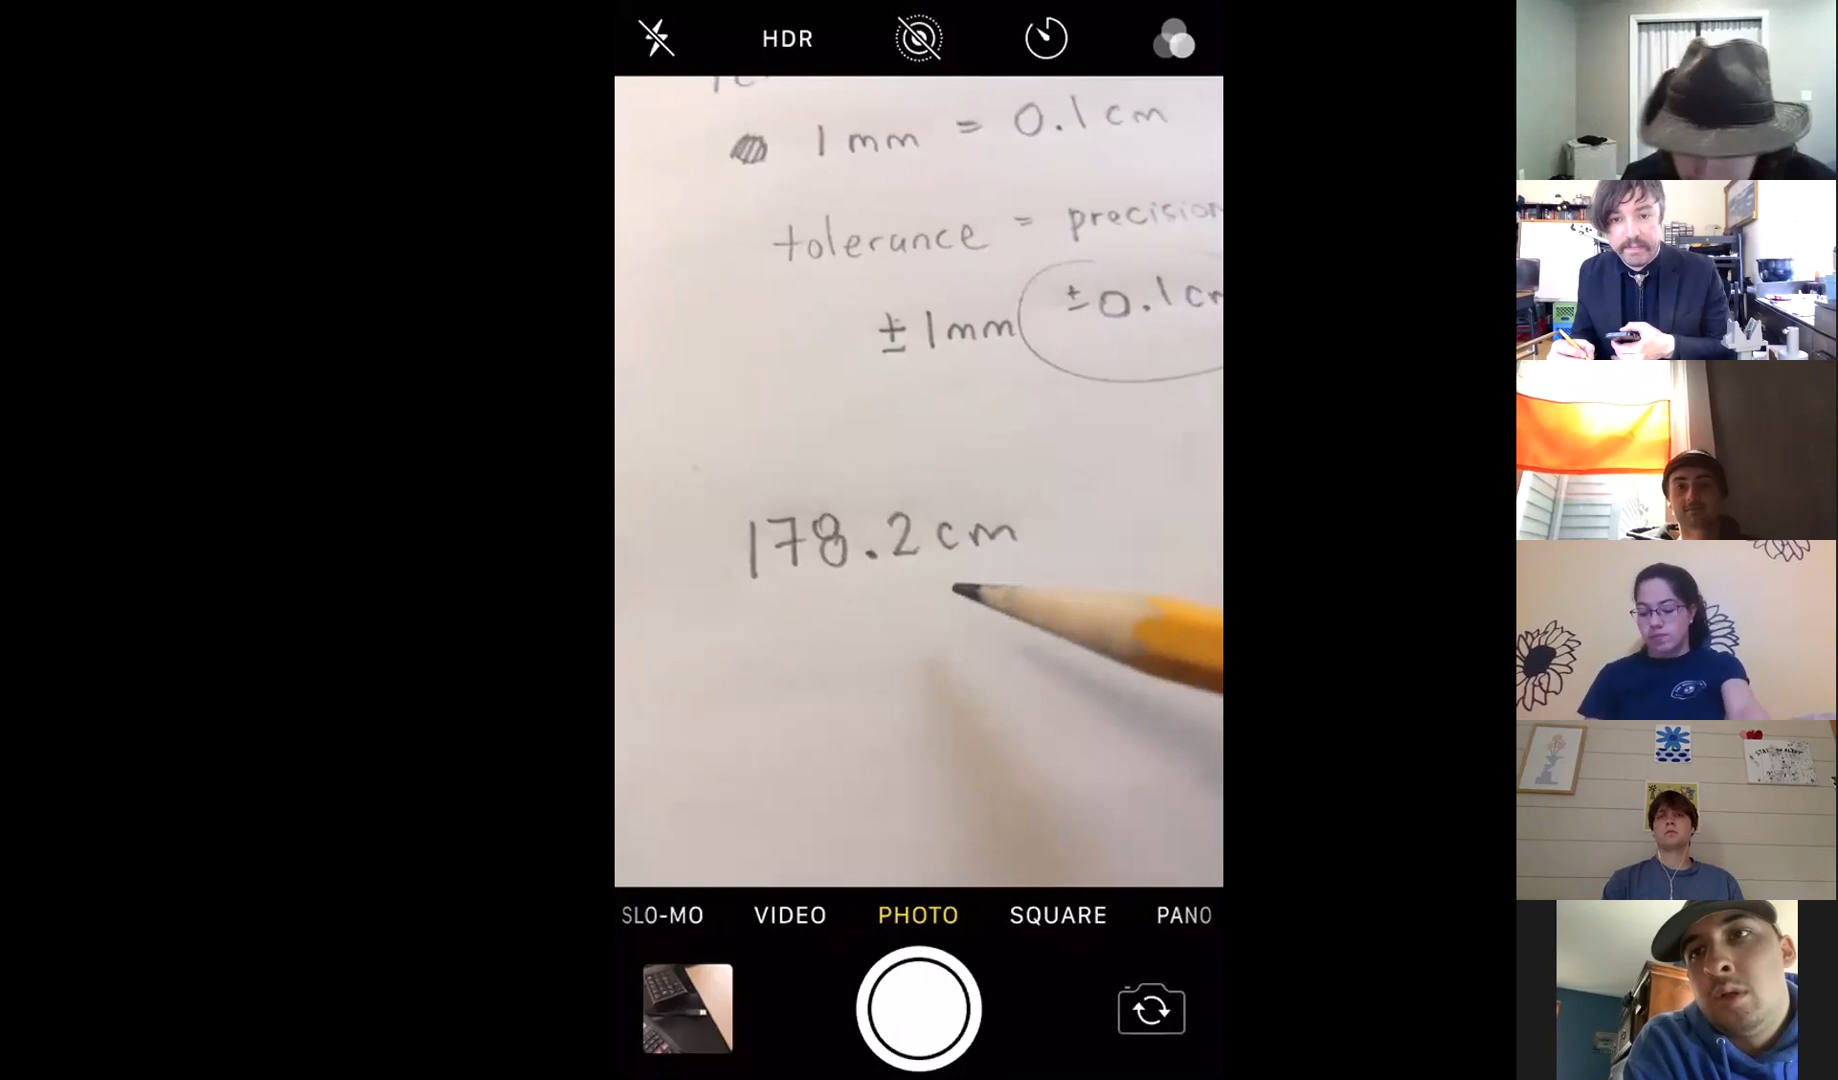 HDR
1 mm = 0.1 cm
tolerance = precision
± 1mm ±0.1 cm
178.2 cm
SLO-MO VIDEO PHOTO SQUARE PANO